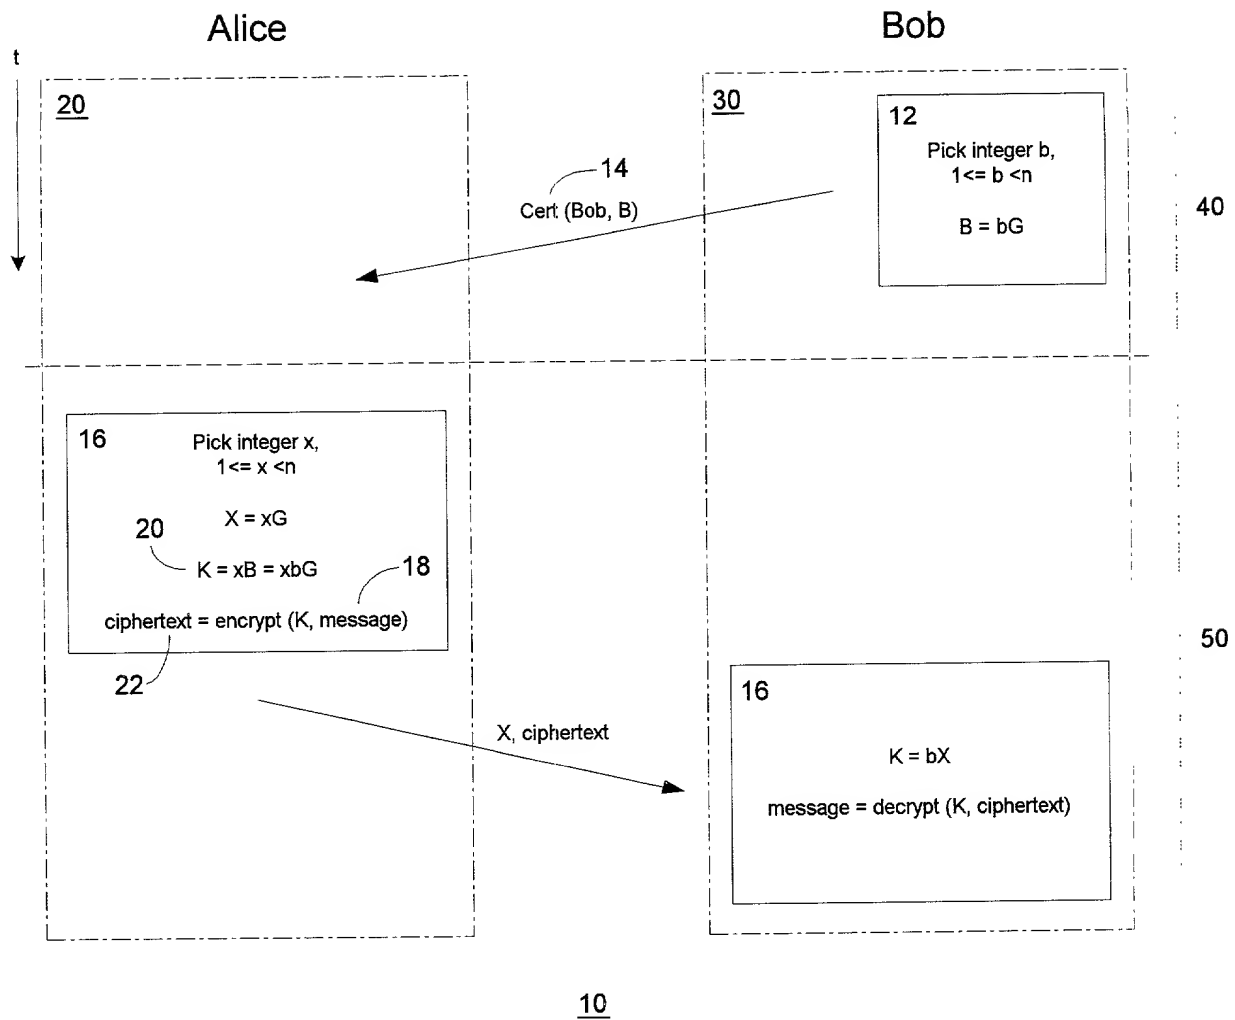 Alice
Bob
t
20
30
12
Pick integer b,
1<= b <n
B = bG
14
Cert (Bob, B)
40
16
Pick integer x,
1<= x <n
X = xG
20
K = xB = xbG
18
ciphertext = encrypt (K, message)
22
50
X, ciphertext
16
K = bX
message = decrypt (K, ciphertext)
10